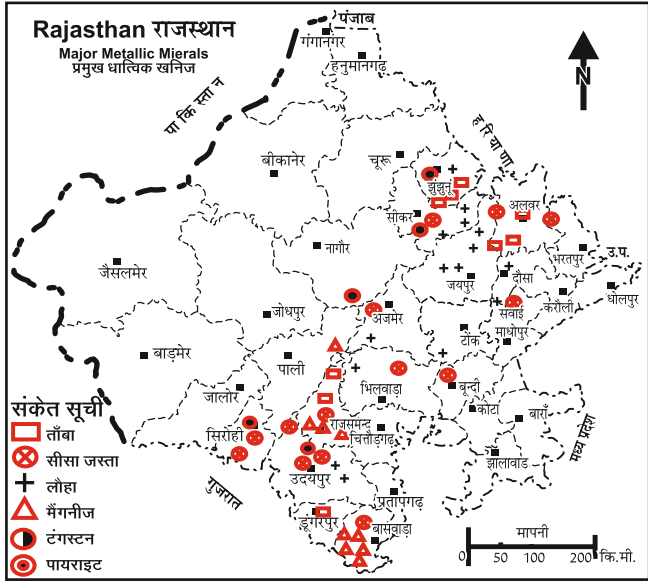 Rajasthan राजस्थान
Major Metallic Mierals
प्रमुख धात्विक खनिज
पंजाब
गंगानगर
हनुमानगढ़
N
पा कि स्ता न
ह रि या णा
बीकानेर
चूरू
झुंझुनूं
सीकर
अलवर
नागौर
जैसलमेर
जयपुर
दौसा
भरतपुर
उ.प्र.
जोधपुर
अजमेर
सवाई
माधोपुर
करौली
धोलपुर
टोंक
बाड़मेर
पाली
जालोर
भिलवाड़ा
बून्दी
कोटा
बाराँ
सिरोही
राजसमन्द
चित्तौड़गढ़
झालावाड
मध्य प्रदेश
उदयपुर
गुजरात
प्रतापगढ़
डूंगरपुर
बासवाड़ा
संकेत सूची
ताँबा
सीसा जस्ता
लौहा
मैंगनीज
टंगस्टन
पायराइट
मापनी
0 50 100 200 कि.मी.